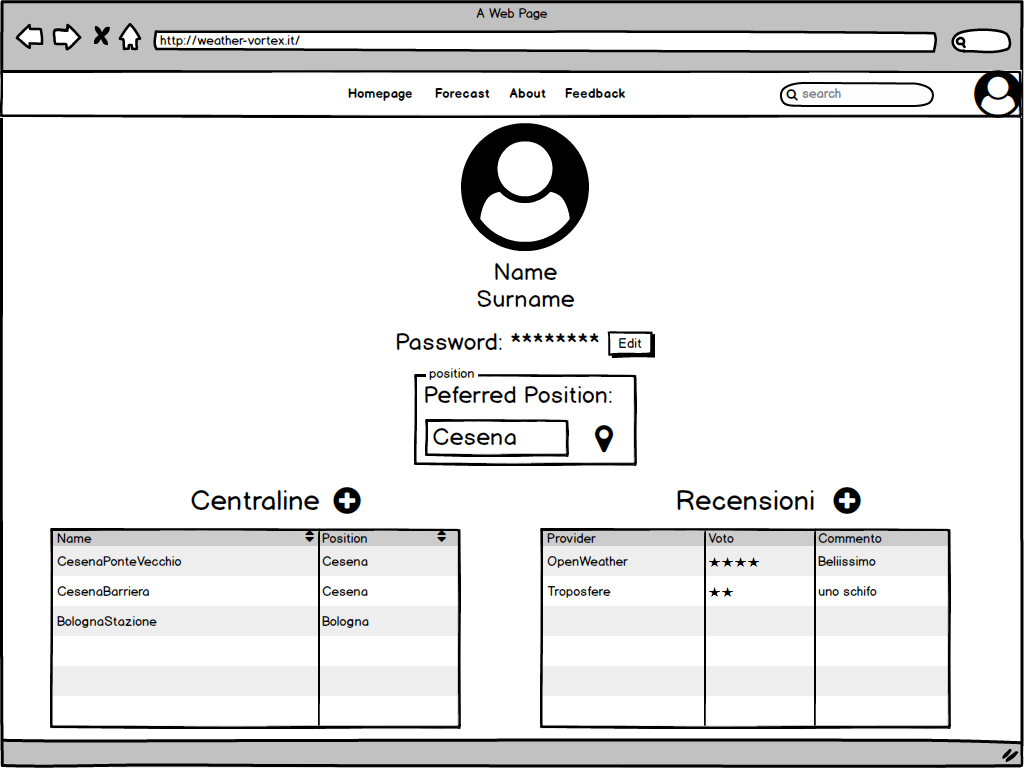 A Web Page
http://weather-vortex.it/
Homepage Forecast About Feedback search
Name
Surname
Password: ******** Edit
position
Peferred Position:
Cesena
Centraline Recensioni
Name Position
CesenaPonteVecchio Cesena
CesenaBarriera Cesena
BolognaStazione Bologna
Provider Voto Commento
OpenWeather ★★★★ Beliissimo
Troposfere ★★ uno schifo